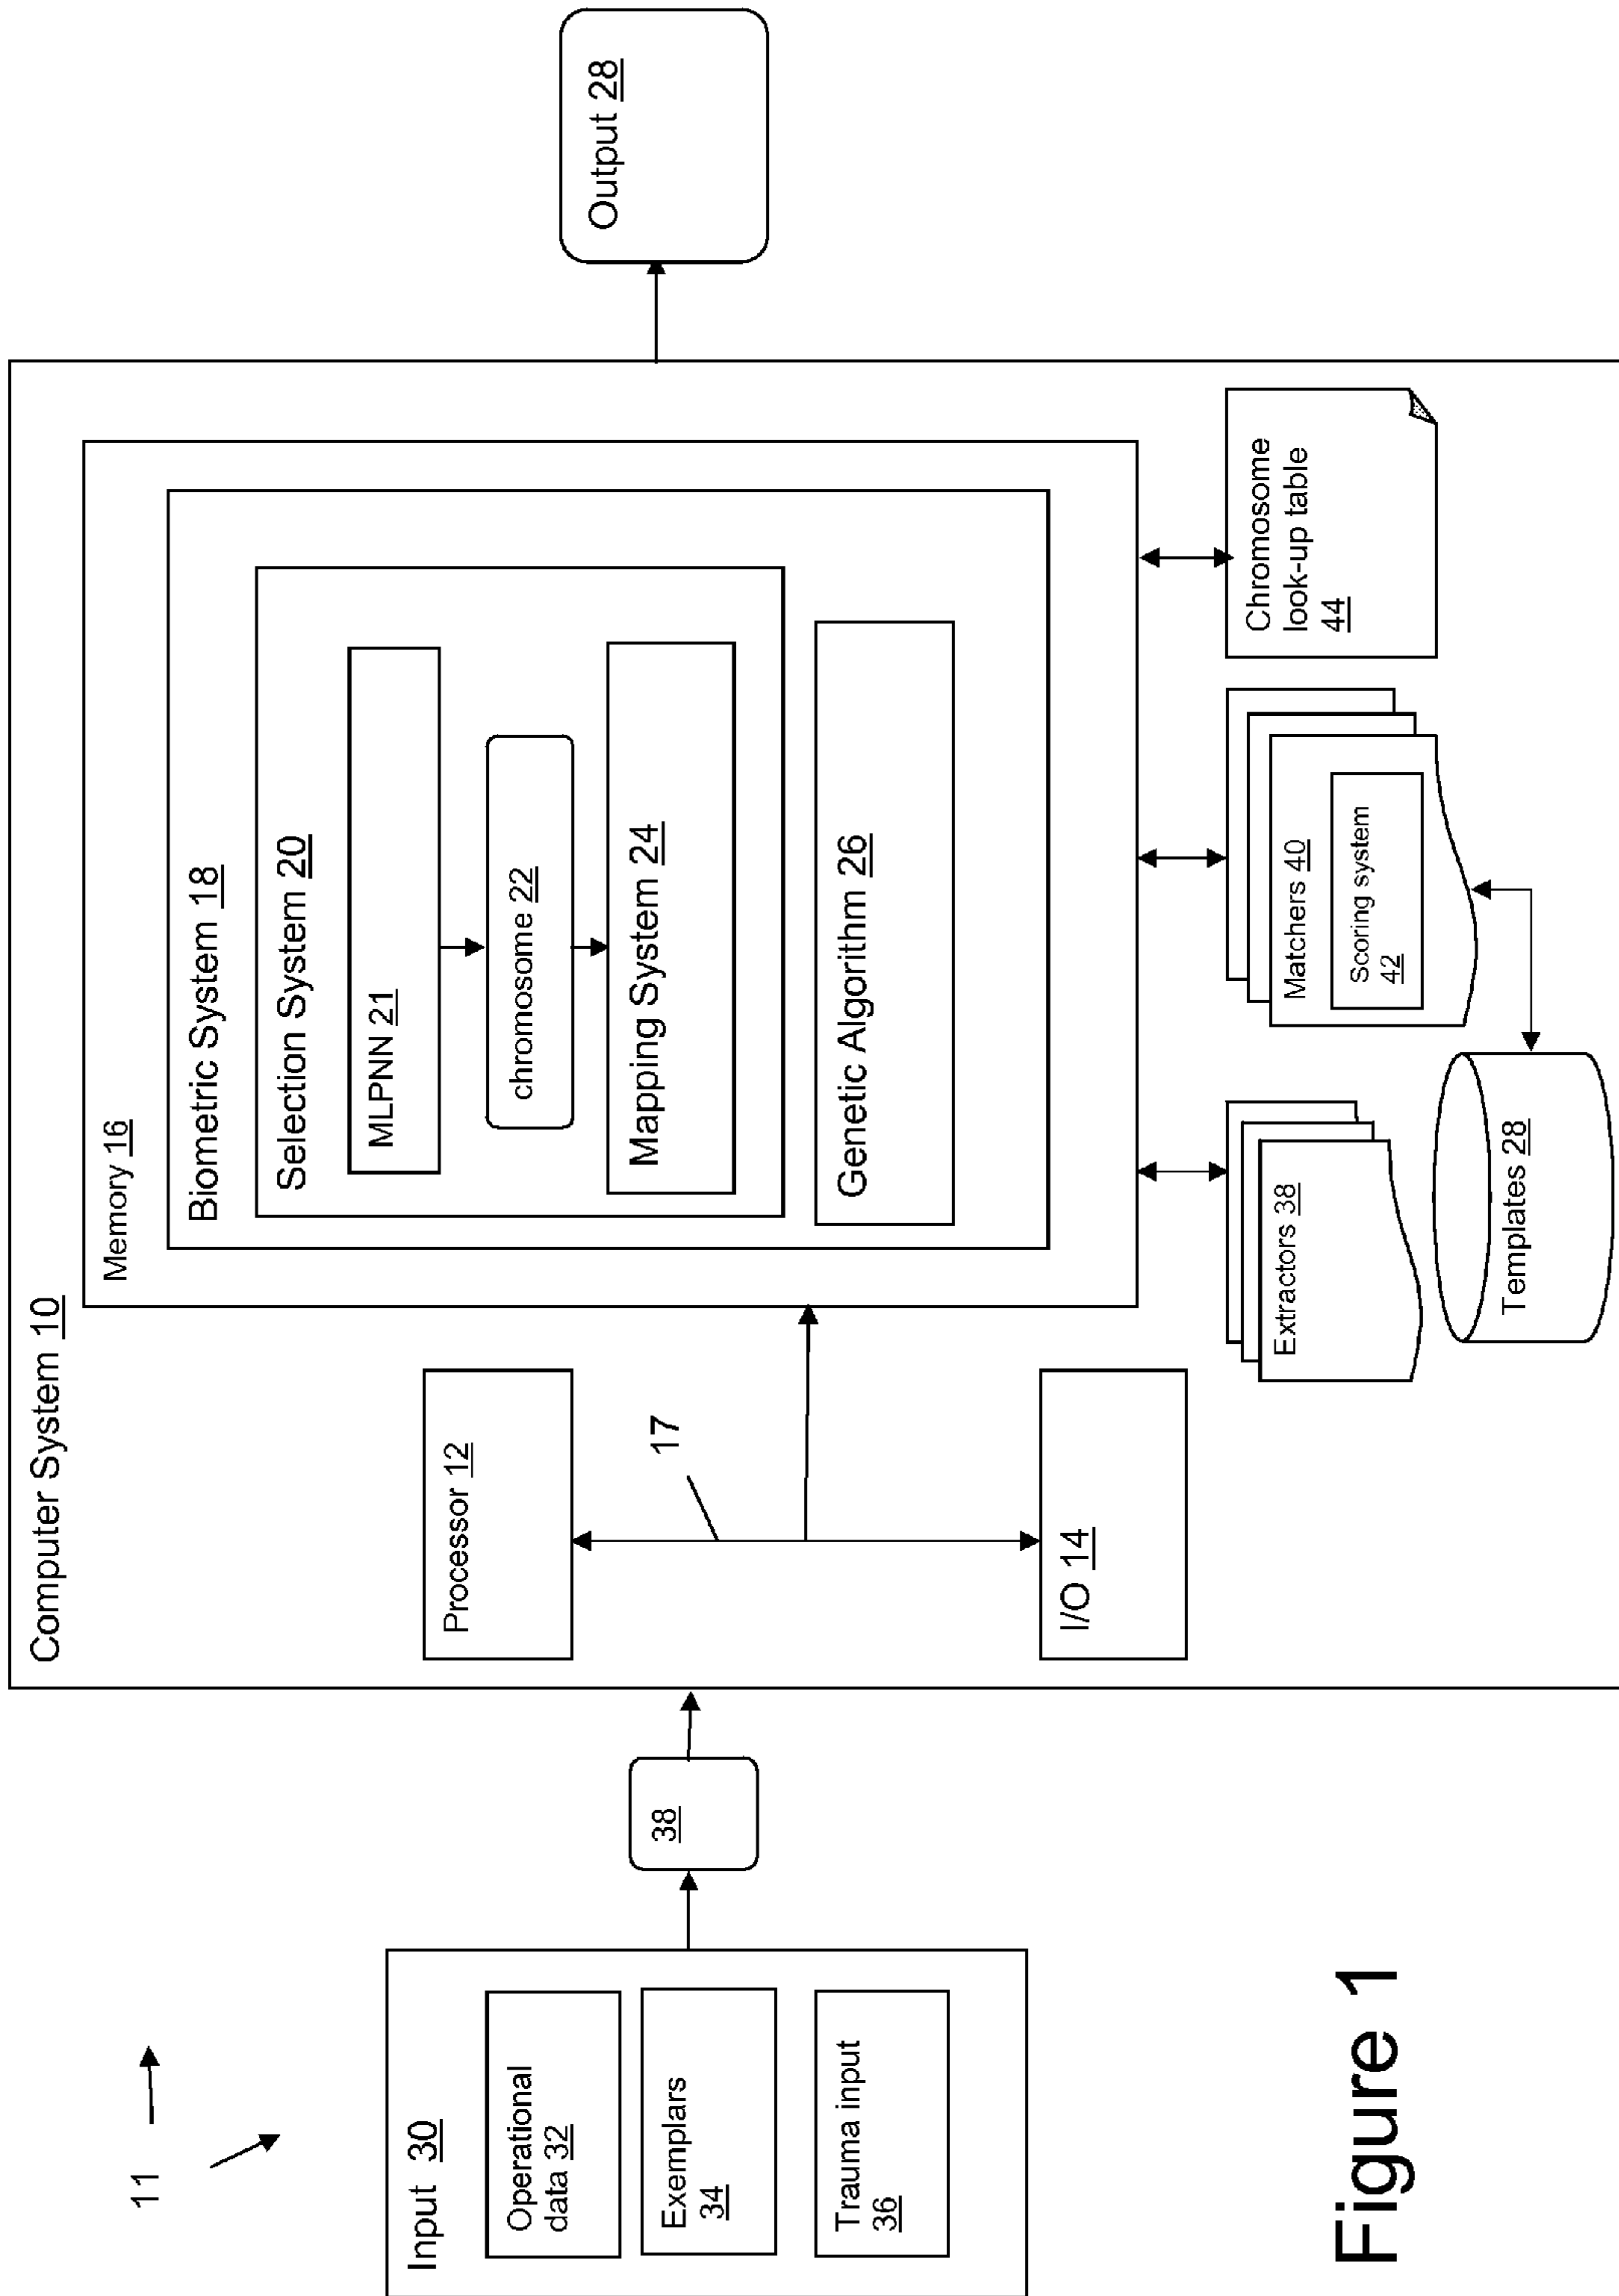 11
Input 30
Operational
data 32
Exemplars
34
Trauma input
36
38
Computer System 10
Processor 12
17
I/O 14
Memory 16
Biometric System 18
Selection System 20
MLPNN 21
chromosome 22
Mapping System 24
Genetic Algorithm 26
Extractors 38
Matchers 40
Scoring system
42
Chromosome
look-up table
44
Templates 28
Output 28
Figure 1